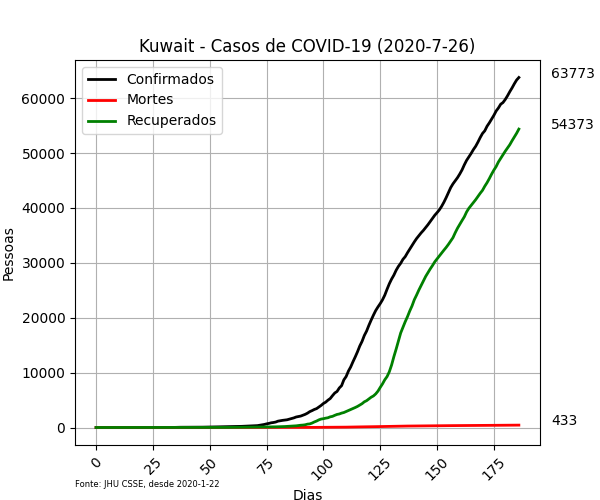 Kuwait - Casos de COVID-19 (2020-7-26)
Confirmados
Mortes
Recuperados
63773
54373
433
Pessoas
60000
50000
40000
30000
20000
10000
0
0
25
50
75
100
125
150
175
Fonte: JHU CSSE, desde 2020-1-22
Dias